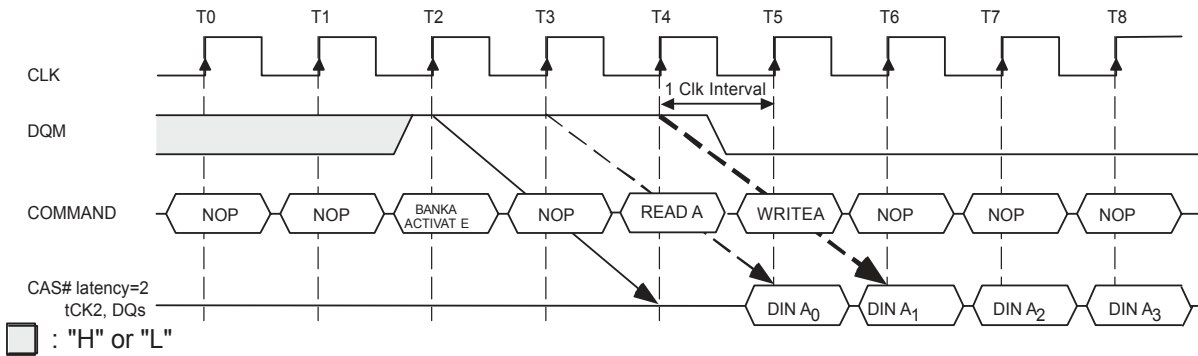 T0 T1 T2 T3 T4 T5 T6 T7 T8
CLK
1 Clk Interval
DQM
COMMAND NOP NOP BANKA ACTIVAT E NOP READ A WRITEA NOP NOP NOP
CAS# latency=2
tCK2, DQs
DIN A0 DIN A1 DIN A2 DIN A3
: "H" or "L"